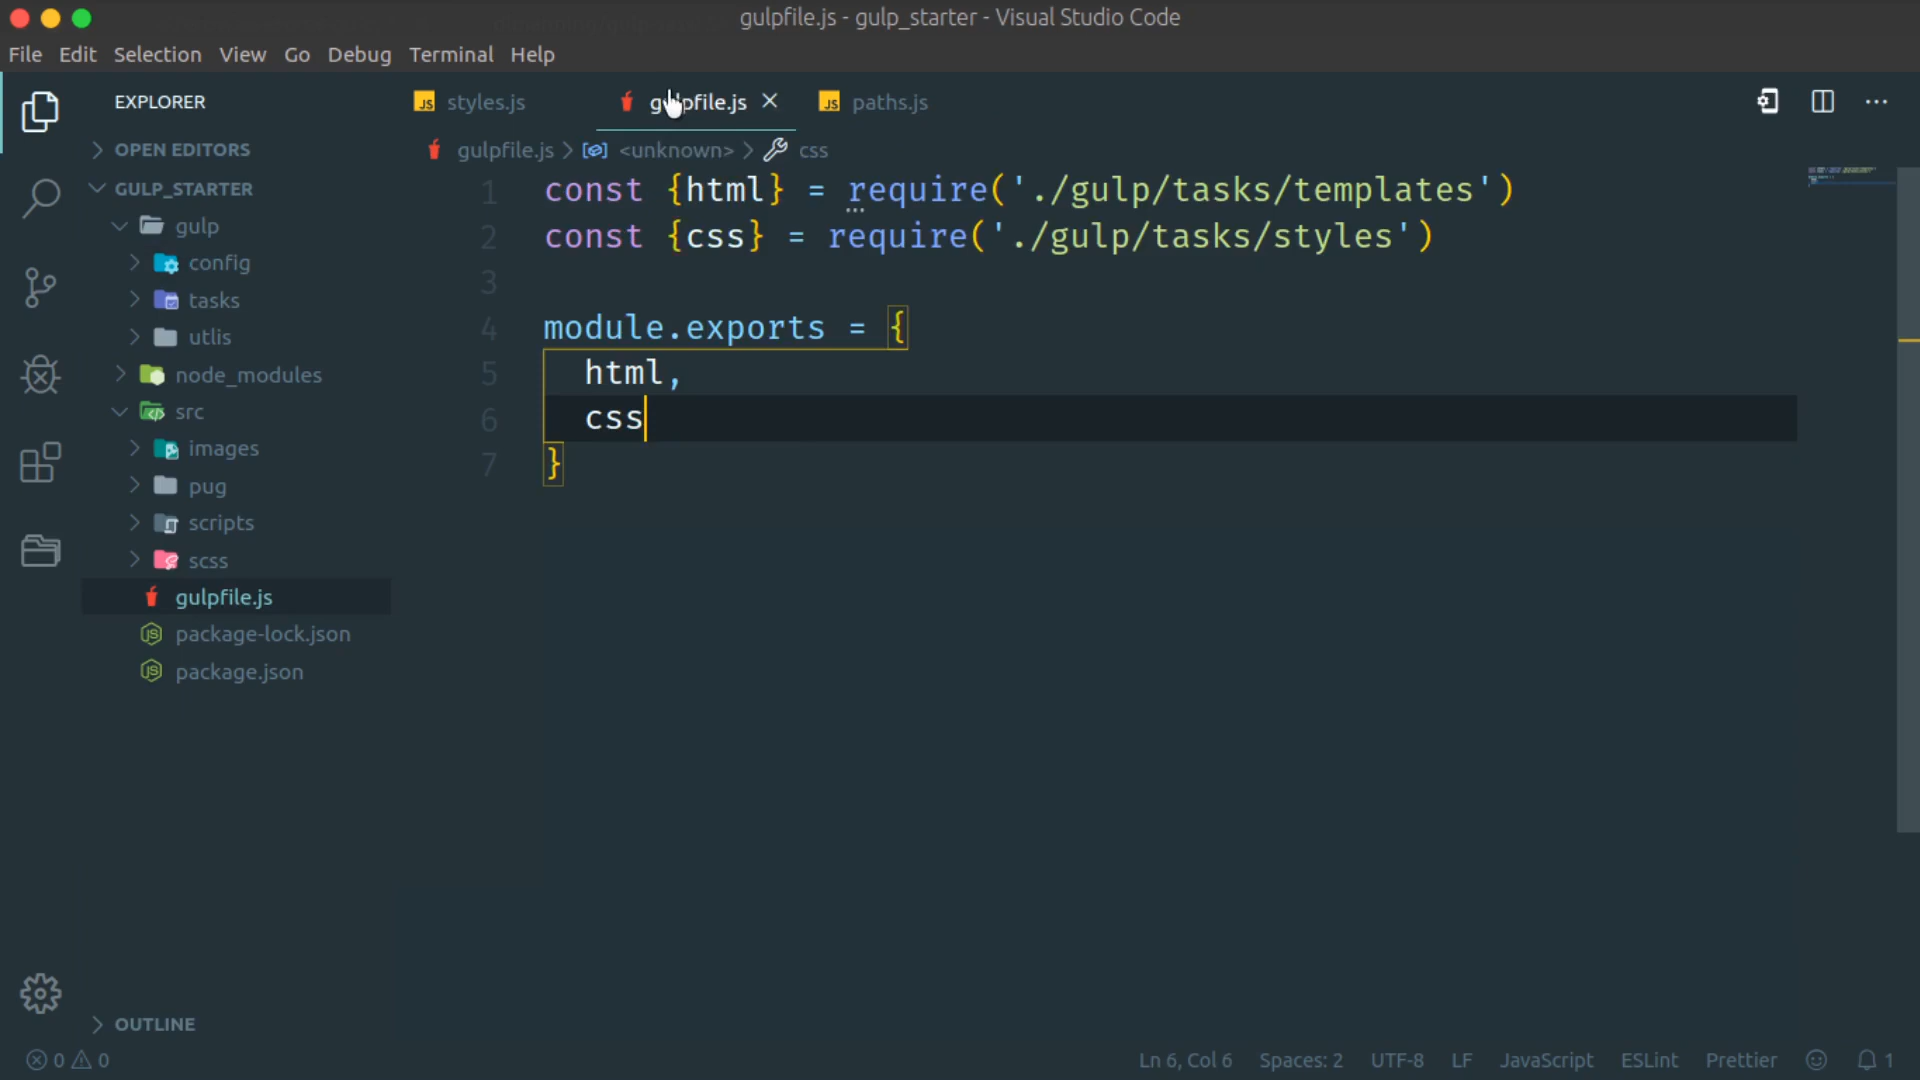 gulpfile.js - gulp_starter - Visual Studio Code
File Edit Selection View Go Debug Terminal Help
EXPLORER
OPEN EDITORS
GULP_STARTER
gulp
config
tasks
utlis
node_modules
src
images
pug
scripts
scss
gulpfile.js
package-lock.json
package.json
OUTLINE
JS styles.js gulpfile.js JS paths.js
gulpfile.js > <unknown> > css
1 const {html} = require('./gulp/tasks/templates')
2 const {css} = require('./gulp/tasks/styles')
3
4 module.exports = {
5 html,
6 css
7 }
0 0 Ln 6, Col 6 Spaces: 2 UTF-8 LF JavaScript ESLint Prettier 1